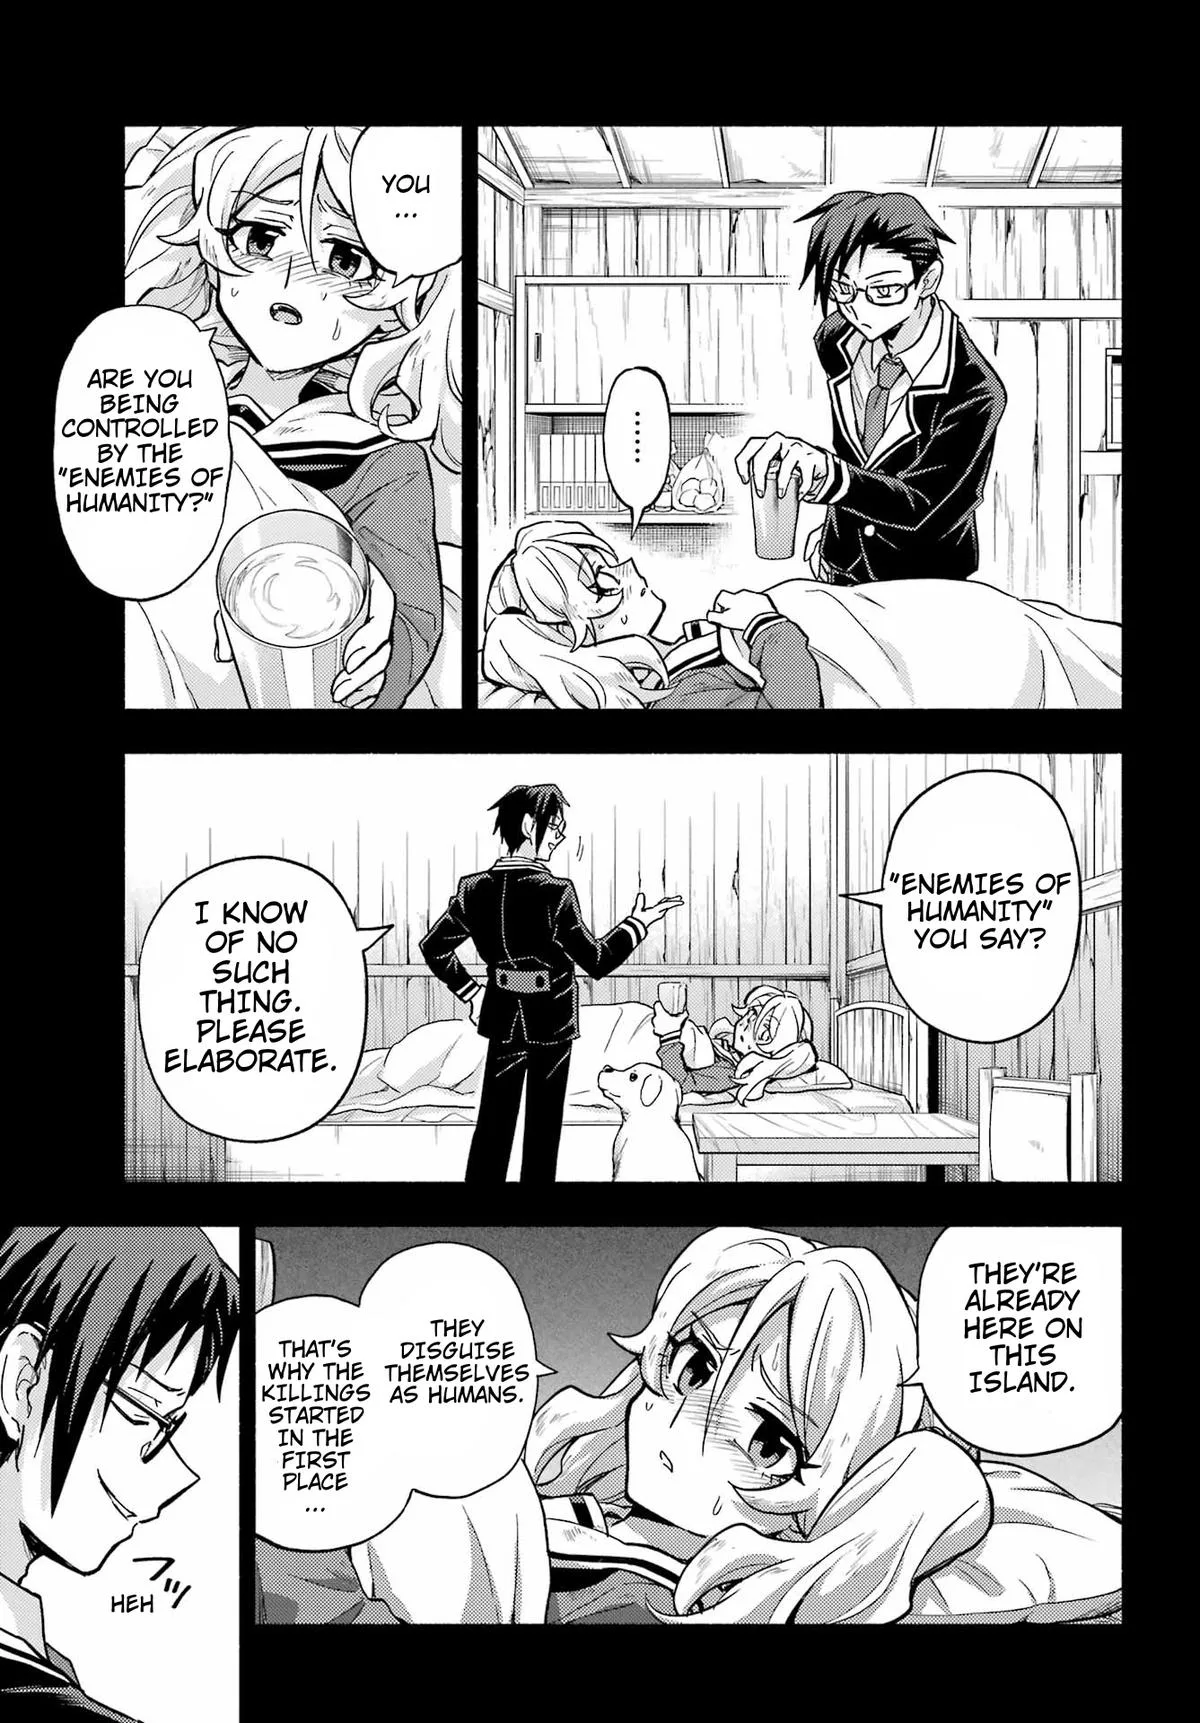 ......
YOU
...
ARE YOU
BEING
CONTROLLED
BY THE
"ENEMIES OF
HUMANITY?"
"ENEMIES OF
HUMANITY"
YOU SAY?
I KNOW
OF NO
SUCH
THING.
PLEASE
ELABORATE.
THEY'RE
ALREADY
HERE ON
THIS
ISLAND.
THEY
DISGUISE
THEMSELVES
AS HUMANS.
THAT'S
WHY THE
KILLINGS
STARTED
IN THE
FIRST
PLACE
...
フッ
HEH